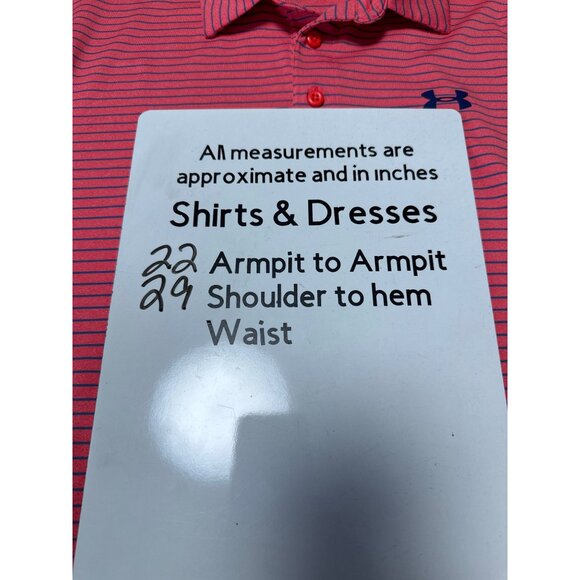 All measurements are
approximate and in inches
Shirts & Dresses
22 Armpit to Armpit
29 Shoulder to hem
Waist